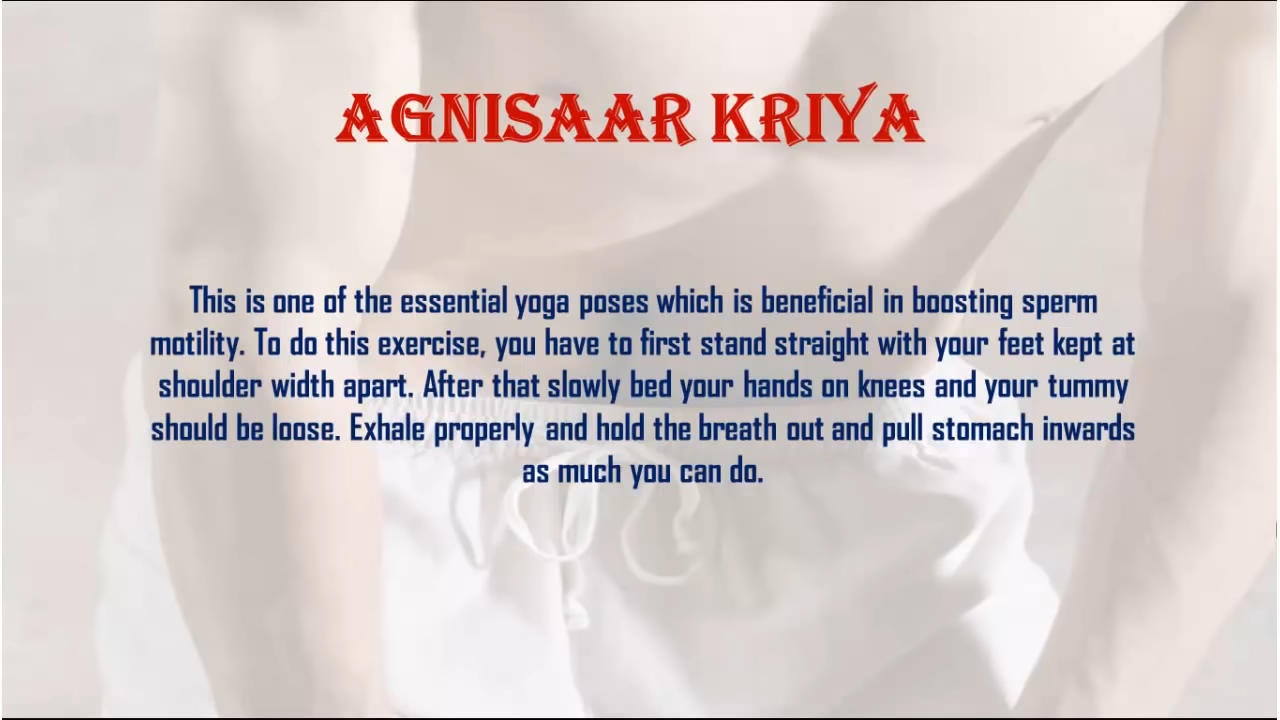 AGNISAAR KRIYA
This is one of the essential yoga poses which is beneficial in boosting sperm
motility. To do this exercise, you have to first stand straight with your feet kept at
shoulder width apart. After that slowly bed your hands on knees and your tummy
should be loose. Exhale properly and hold the breath out and pull stomach inwards
as much you can do.